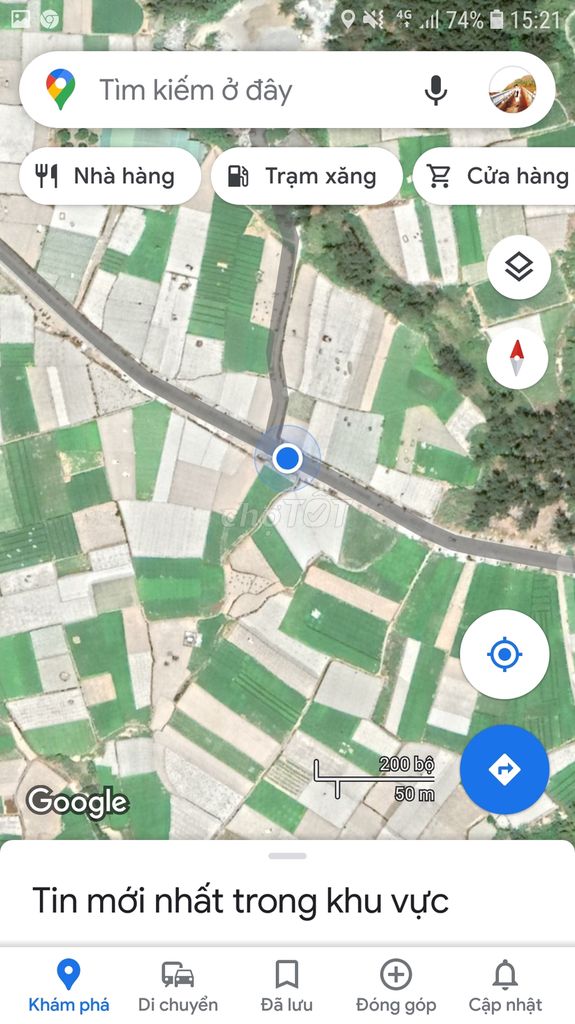 4G 74% 15:21
Tìm kiếm ở đây
Nhà hàng
Trạm xăng
Cửa hàng
chợTỐT
200 bộ
50 m
Google
Tin mới nhất trong khu vực
Khám phá
Di chuyển
Đã lưu
Đóng góp
Cập nhật